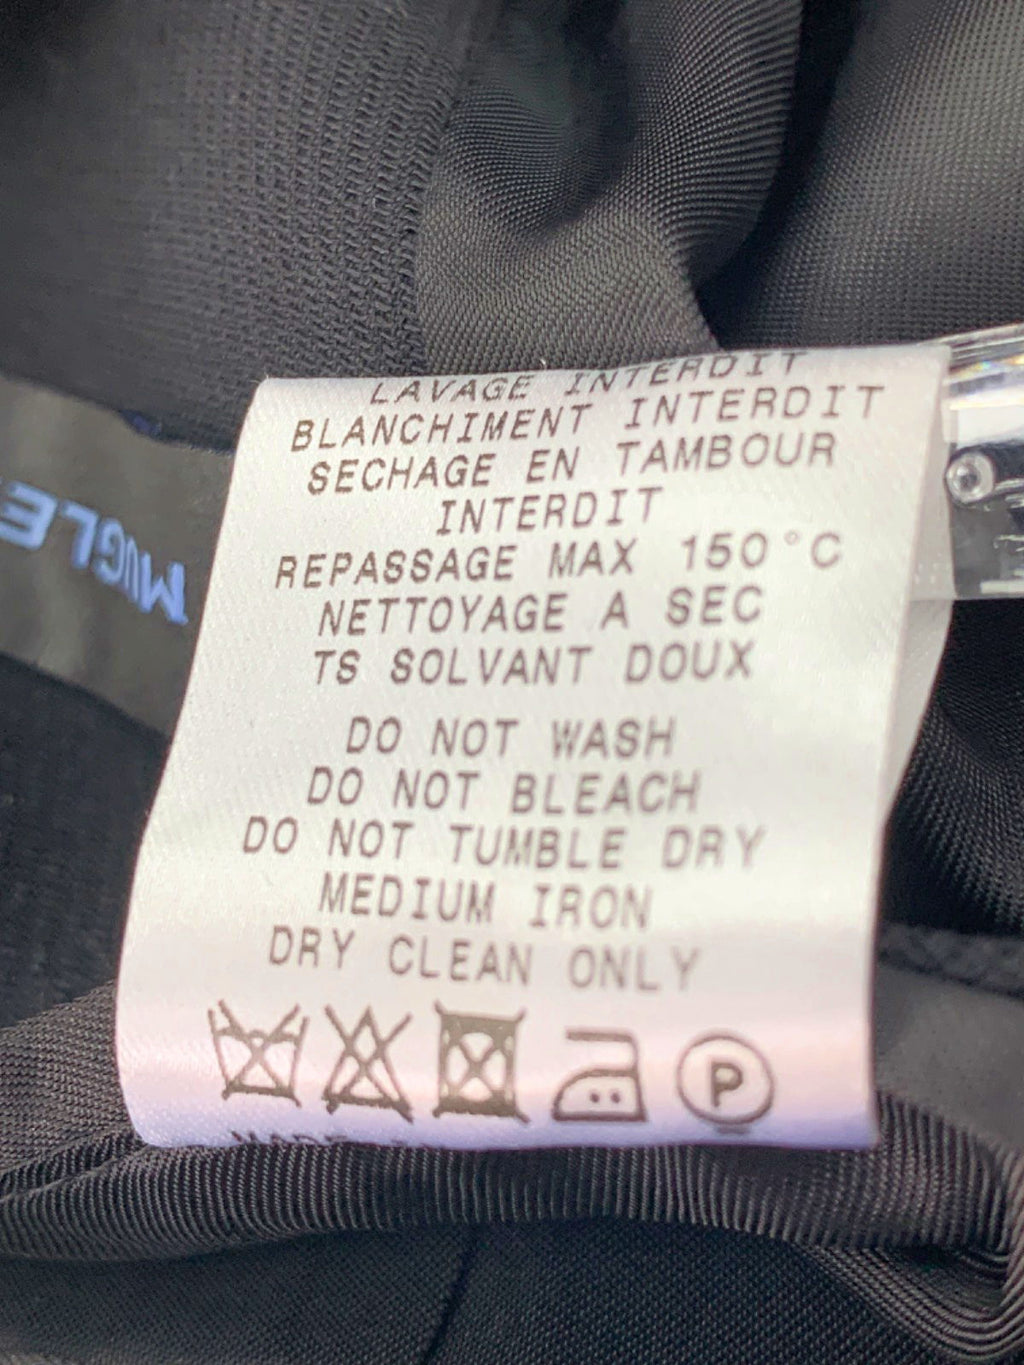 LAVAGE INTERDIT
BLANCHIMENT INTERDIT
SECHAGE EN TAMBOUR
INTERDIT
REPASSAGE MAX 150°C
NETTOYAGE A SEC
TS SOLVANT DOUX
DO NOT WASH
DO NOT BLEACH
DO NOT TUMBLE DRY
MEDIUM IRON
DRY CLEAN ONLY
P
MUGLE